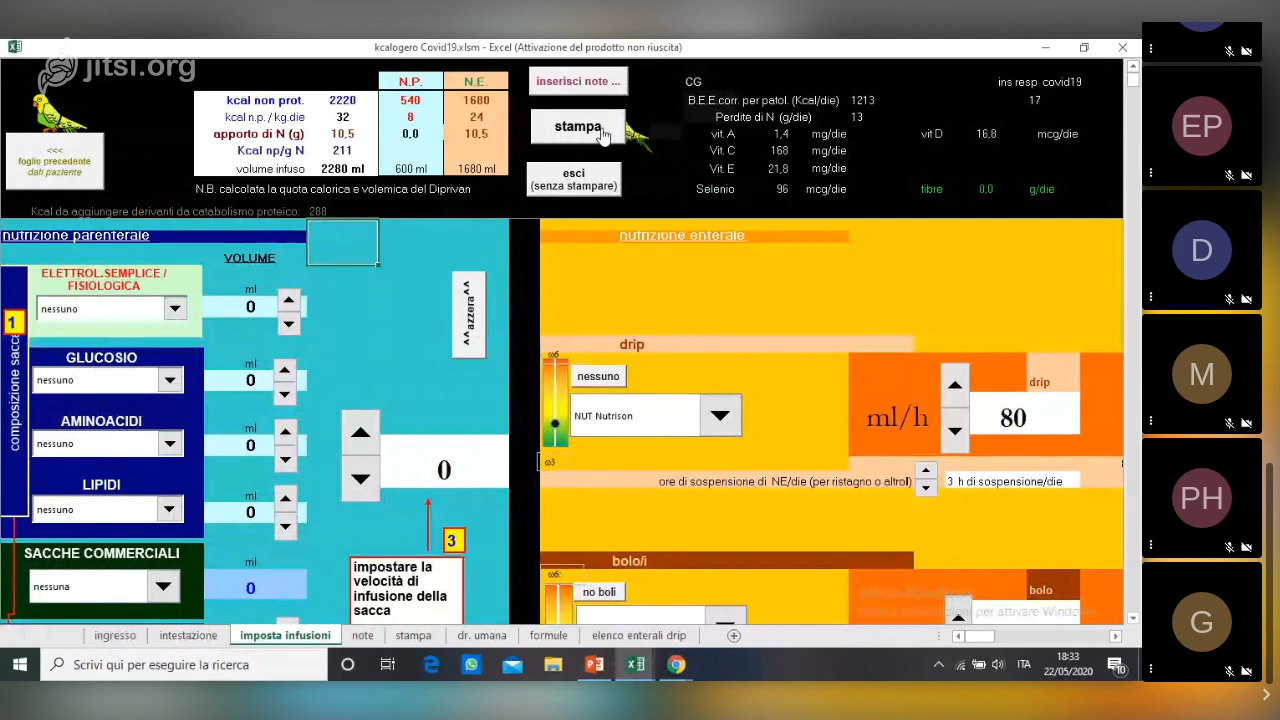 kcalogero Covid19.xlsm - Excel (Attivazione del prodotto non riuscita)
jitsi.org
N.P. N.E.
kcal non prot. 2220 540 1680
kcal n.p. / kg.die 32 8 24
apporto di N (g) 10,5 0,0 10,5
Kcal np/g N 211
volume infuso 2280 ml 600 ml 1680 ml
N.B. calcolata la quota calorica e volemica del Diprivan
<<<
foglio precedente
dati paziente
inserisci note ...
stampa
esci
(senza stampare)
CG ins resp covid19
B.E.E.corr. per patol. (Kcal/die) 1213 17
Perdite di N (g/die) 13
vit. A 1,4 mg/die vit D 16,8 mcg/die
Vit. C 168 mg/die
Vit. E 21,8 mg/die
Selenio 96 mcg/die fibre 0,0 g/die
Kcal da aggiungere derivanti da catabolismo proteico: 288
nutrizione parenterale
VOLUME
ELETTROL.SEMPLICE /
FISIOLOGICA
ml
nessuno 0
1
composizione sacca
GLUCOSIO
ml
nessuno 0
AMINOACIDI
ml
nessuno 0
LIPIDI
ml
nessuno 0
SACCHE COMMERCIALI
ml
nessuna 0
^^azzera^^
0
3
impostare la
velocità di
infusione della
sacca
nutrizione enterale
drip
ω6
nessuno
NUT Nutrison
ω3
ml/h
drip
80
ore di sospensione di NE/die (per ristagno o altrol) 3 h di sospensione/die
bolo/i
ω6:
no boli
bolo
per attivare Windows
ingresso intestazione imposta infusioni note stampa dr. umana formule elenco enterali drip
Scrivi qui per eseguire la ricerca
ITA
18:33
22/05/2020
10
EP
D
M
PH
G